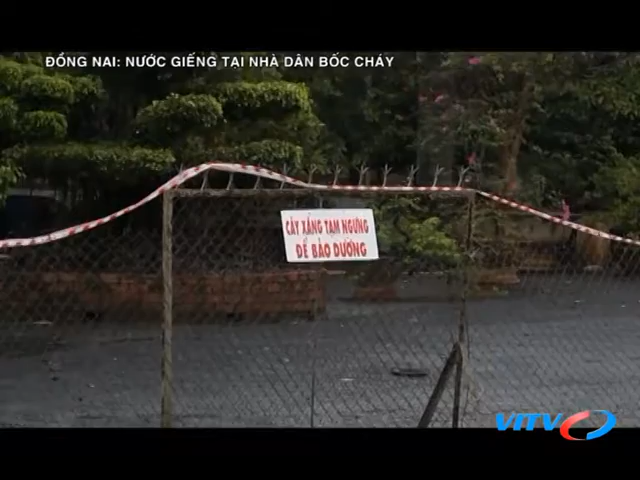 ĐỒNG NAI: NƯỚC GIẾNG TẠI NHÀ DÂN BỐC CHÁY
CÂY XĂNG TẠM NGƯNG
ĐỂ BẢO DƯỠNG
VITV